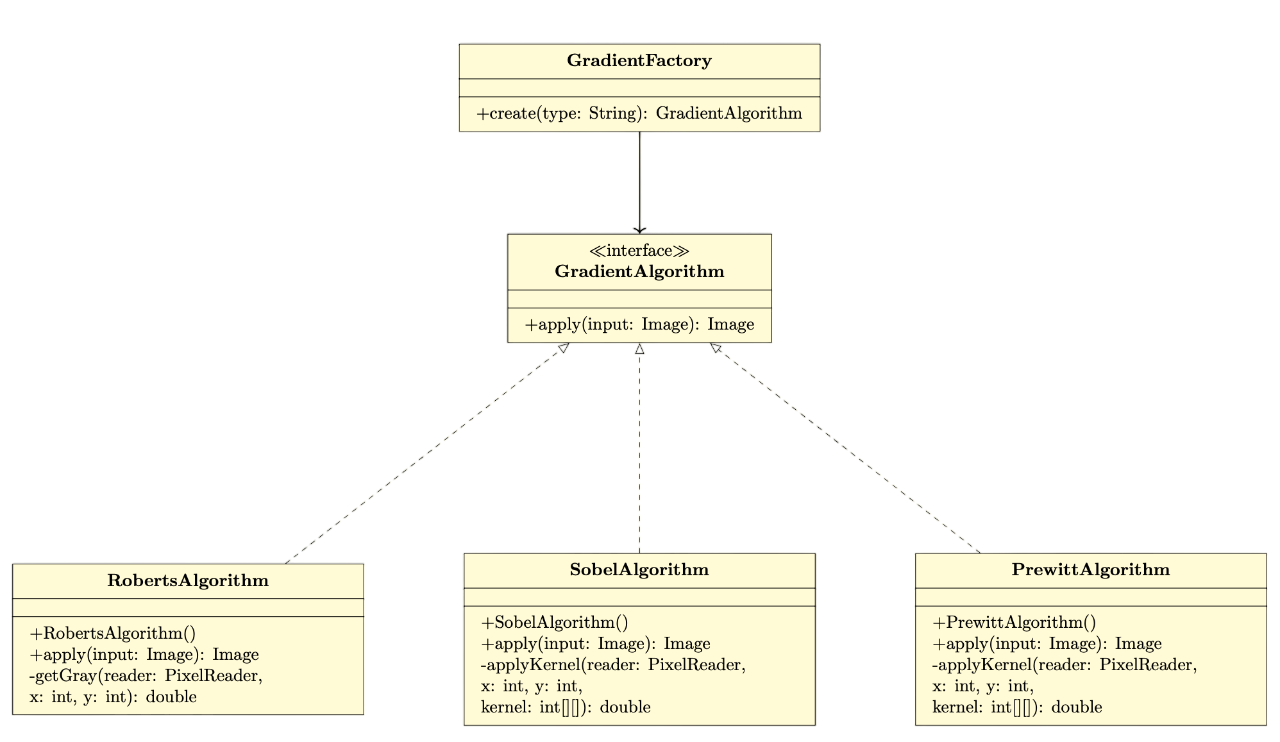 GradientFactory
+create(type: String): GradientAlgorithm
≪interface≫
GradientAlgorithm
+apply(input: Image): Image
RobertsAlgorithm
+RobertsAlgorithm()
+apply(input: Image): Image
-getGray(reader: PixelReader,
x: int, y: int): double
SobelAlgorithm
+SobelAlgorithm()
+apply(input: Image): Image
-applyKernel(reader: PixelReader,
x: int, y: int,
kernel: int[][]): double
PrewittAlgorithm
+PrewittAlgorithm()
+apply(input: Image): Image
-applyKernel(reader: PixelReader,
x: int, y: int,
kernel: int[][]): double